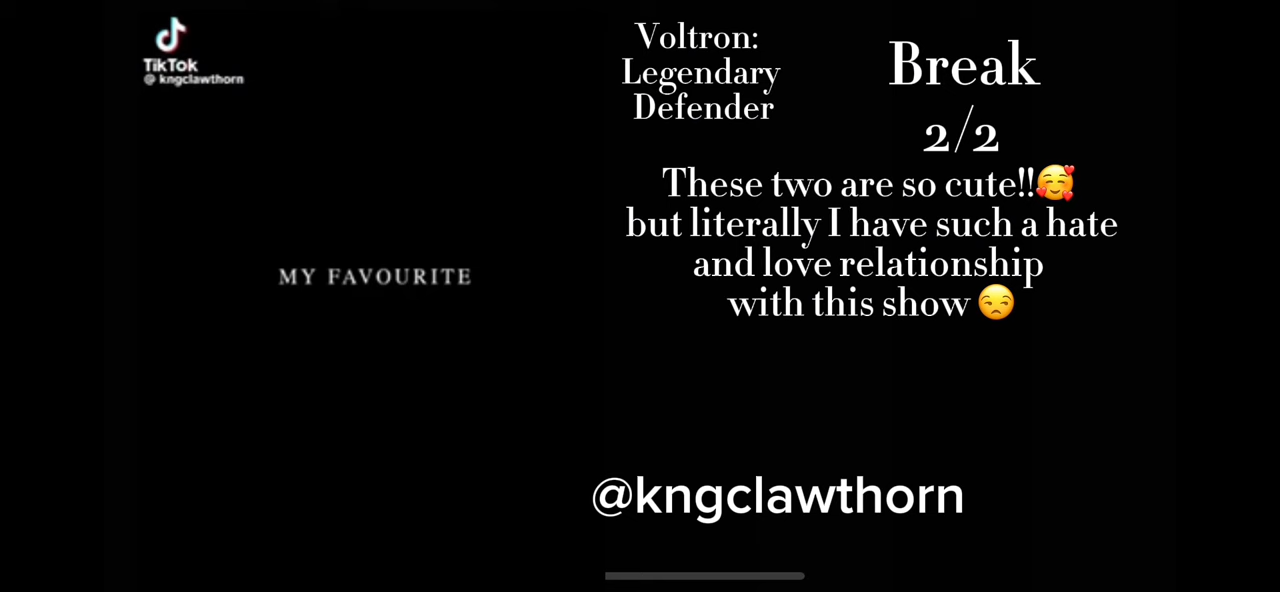 TikTok
@ kngclawthorn
MY FAVOURITE
Voltron:
Legendary
Defender
Break
2/2
These two are so cute!!🥰
but literally I have such a hate
and love relationship
with this show 😒
@kngclawthorn